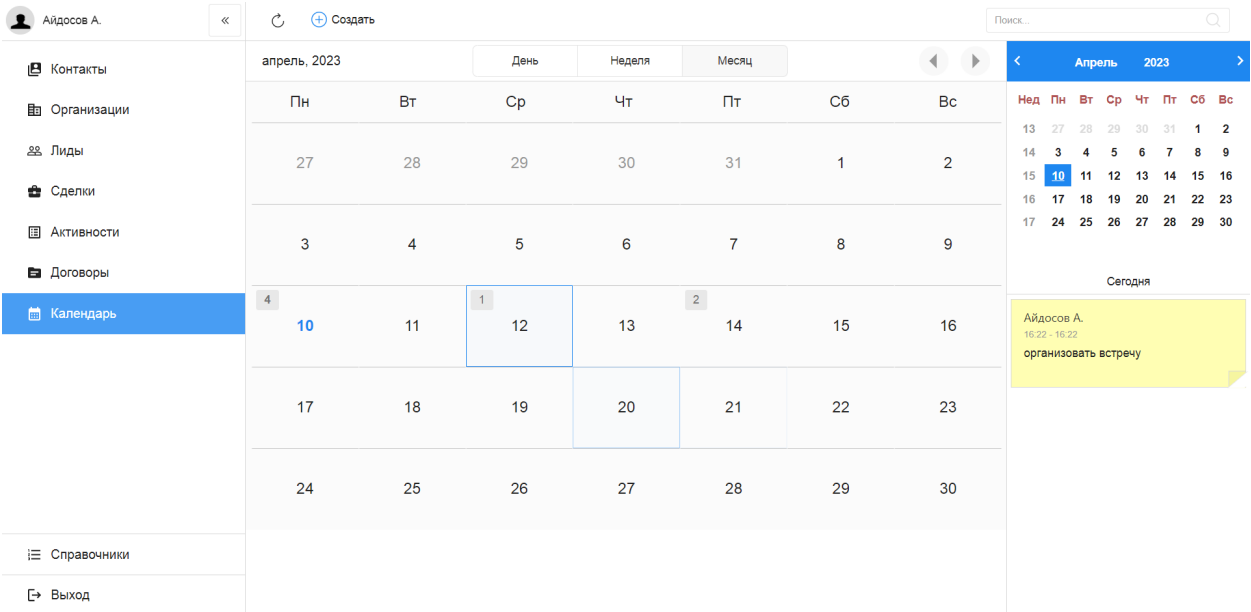 Айдосов А.
«
Создать
Поиск...
Контакты
Организации
Лиды
Сделки
Активности
Договоры
Календарь
Справочники
Выход
апрель, 2023
День Неделя Месяц
Пн Вт Ср Чт Пт Сб Вс
27 28 29 30 31 1 2
3 4 5 6 7 8 9
4 1 2
10 11 12 13 14 15 16
17 18 19 20 21 22 23
24 25 26 27 28 29 30
Апрель 2023
Нед Пн Вт Ср Чт Пт Сб Вс
13 27 28 29 30 31 1 2
14 3 4 5 6 7 8 9
15 10 11 12 13 14 15 16
16 17 18 19 20 21 22 23
17 24 25 26 27 28 29 30
Сегодня
Айдосов А.
16:22 - 16:22
организовать встречу